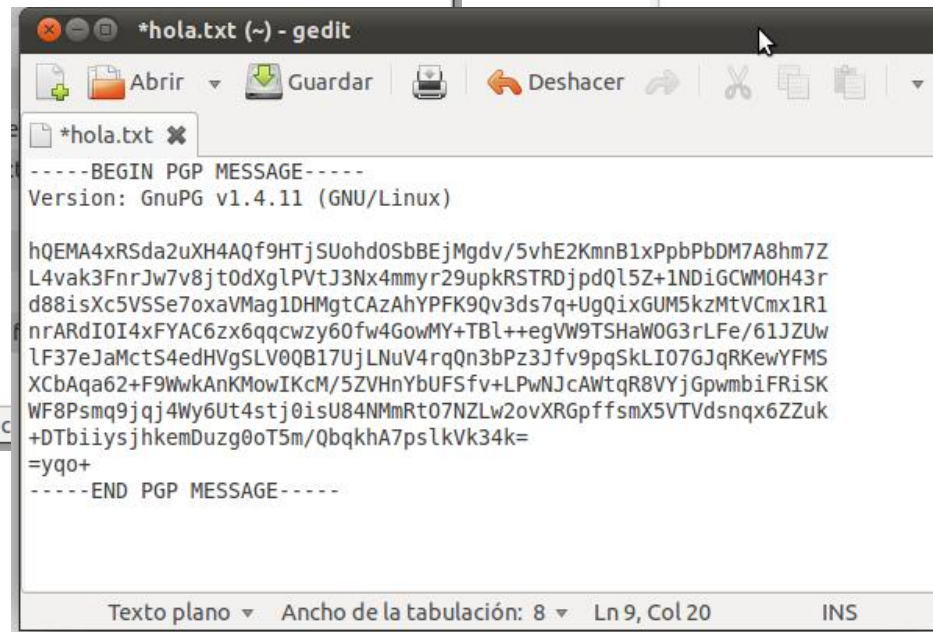 *hola.txt (~) - gedit
Abrir Guardar Deshacer
*hola.txt
-----BEGIN PGP MESSAGE-----
Version: GnuPG v1.4.11 (GNU/Linux)
hQEMA4xRSda2uXH4AQf9HTjSUohdOSbBEjMgdv/5vhE2KmnB1xPpbPbDM7A8hm7Z
L4vak3FnrJw7v8jtOdXglPVtJ3Nx4mmyr29upkRSTRDjpdQl5Z+1NDiGCWMOH43r
d88isXc5VSSe7oxaVMag1DHMgtCAzAhYPFK9Qv3ds7q+UgQixGUM5kzMtVCmx1R1
nrARdIOI4xFYAC6zx6qqcwzy6Ofw4GowMY+TBl++egVW9TSHaWOG3rLFe/61JZUw
lF37eJaMctS4edHVgSLV0QB17UjLNuV4rqQn3bPz3Jfv9pqSkLIO7GJqRKewYFMS
XCbAqa62+F9WwkAnKMowIKcM/5ZVHnYbUFSfv+LPwNJcAWtqR8VYjGpwmbiFRiSK
WF8Psmq9jqj4Wy6Ut4stj0isU84NMmRtO7NZLw2ovXRGpffsmX5VTVdsnqx6ZZuk
+DTbiiysjhkemDuzg0oT5m/QbqkhA7pslkVk34k=
=yqo+
-----END PGP MESSAGE-----
Texto plano Ancho de la tabulación: 8 Ln 9, Col 20 INS